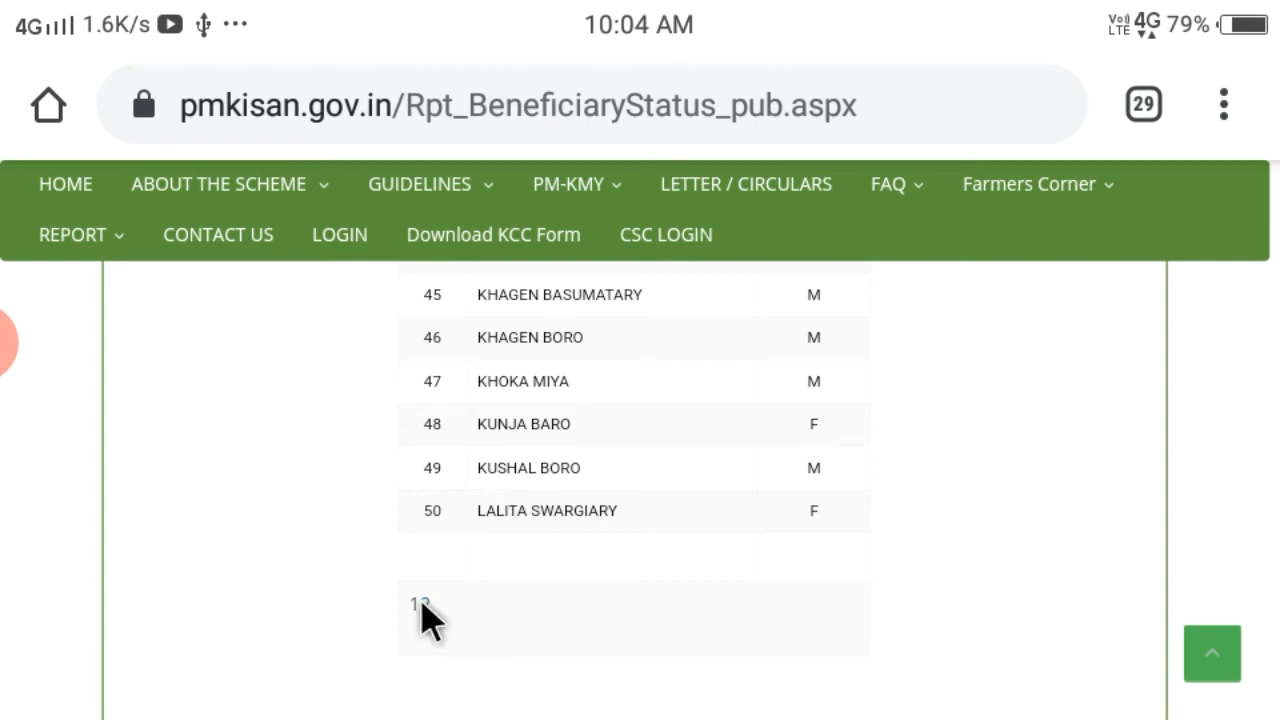 4G 1.6K/s ... 10:04 AM Vo) LTE 4G 79%
pmkisan.gov.in/Rpt_BeneficiaryStatus_pub.aspx 29
HOME ABOUT THE SCHEME GUIDELINES PM-KMY LETTER / CIRCULARS FAQ Farmers Corner
REPORT CONTACT US LOGIN Download KCC Form CSC LOGIN
45 KHAGEN BASUMATARY M
46 KHAGEN BORO M
47 KHOKA MIYA M
48 KUNJA BARO F
49 KUSHAL BORO M
50 LALITA SWARGIARY F